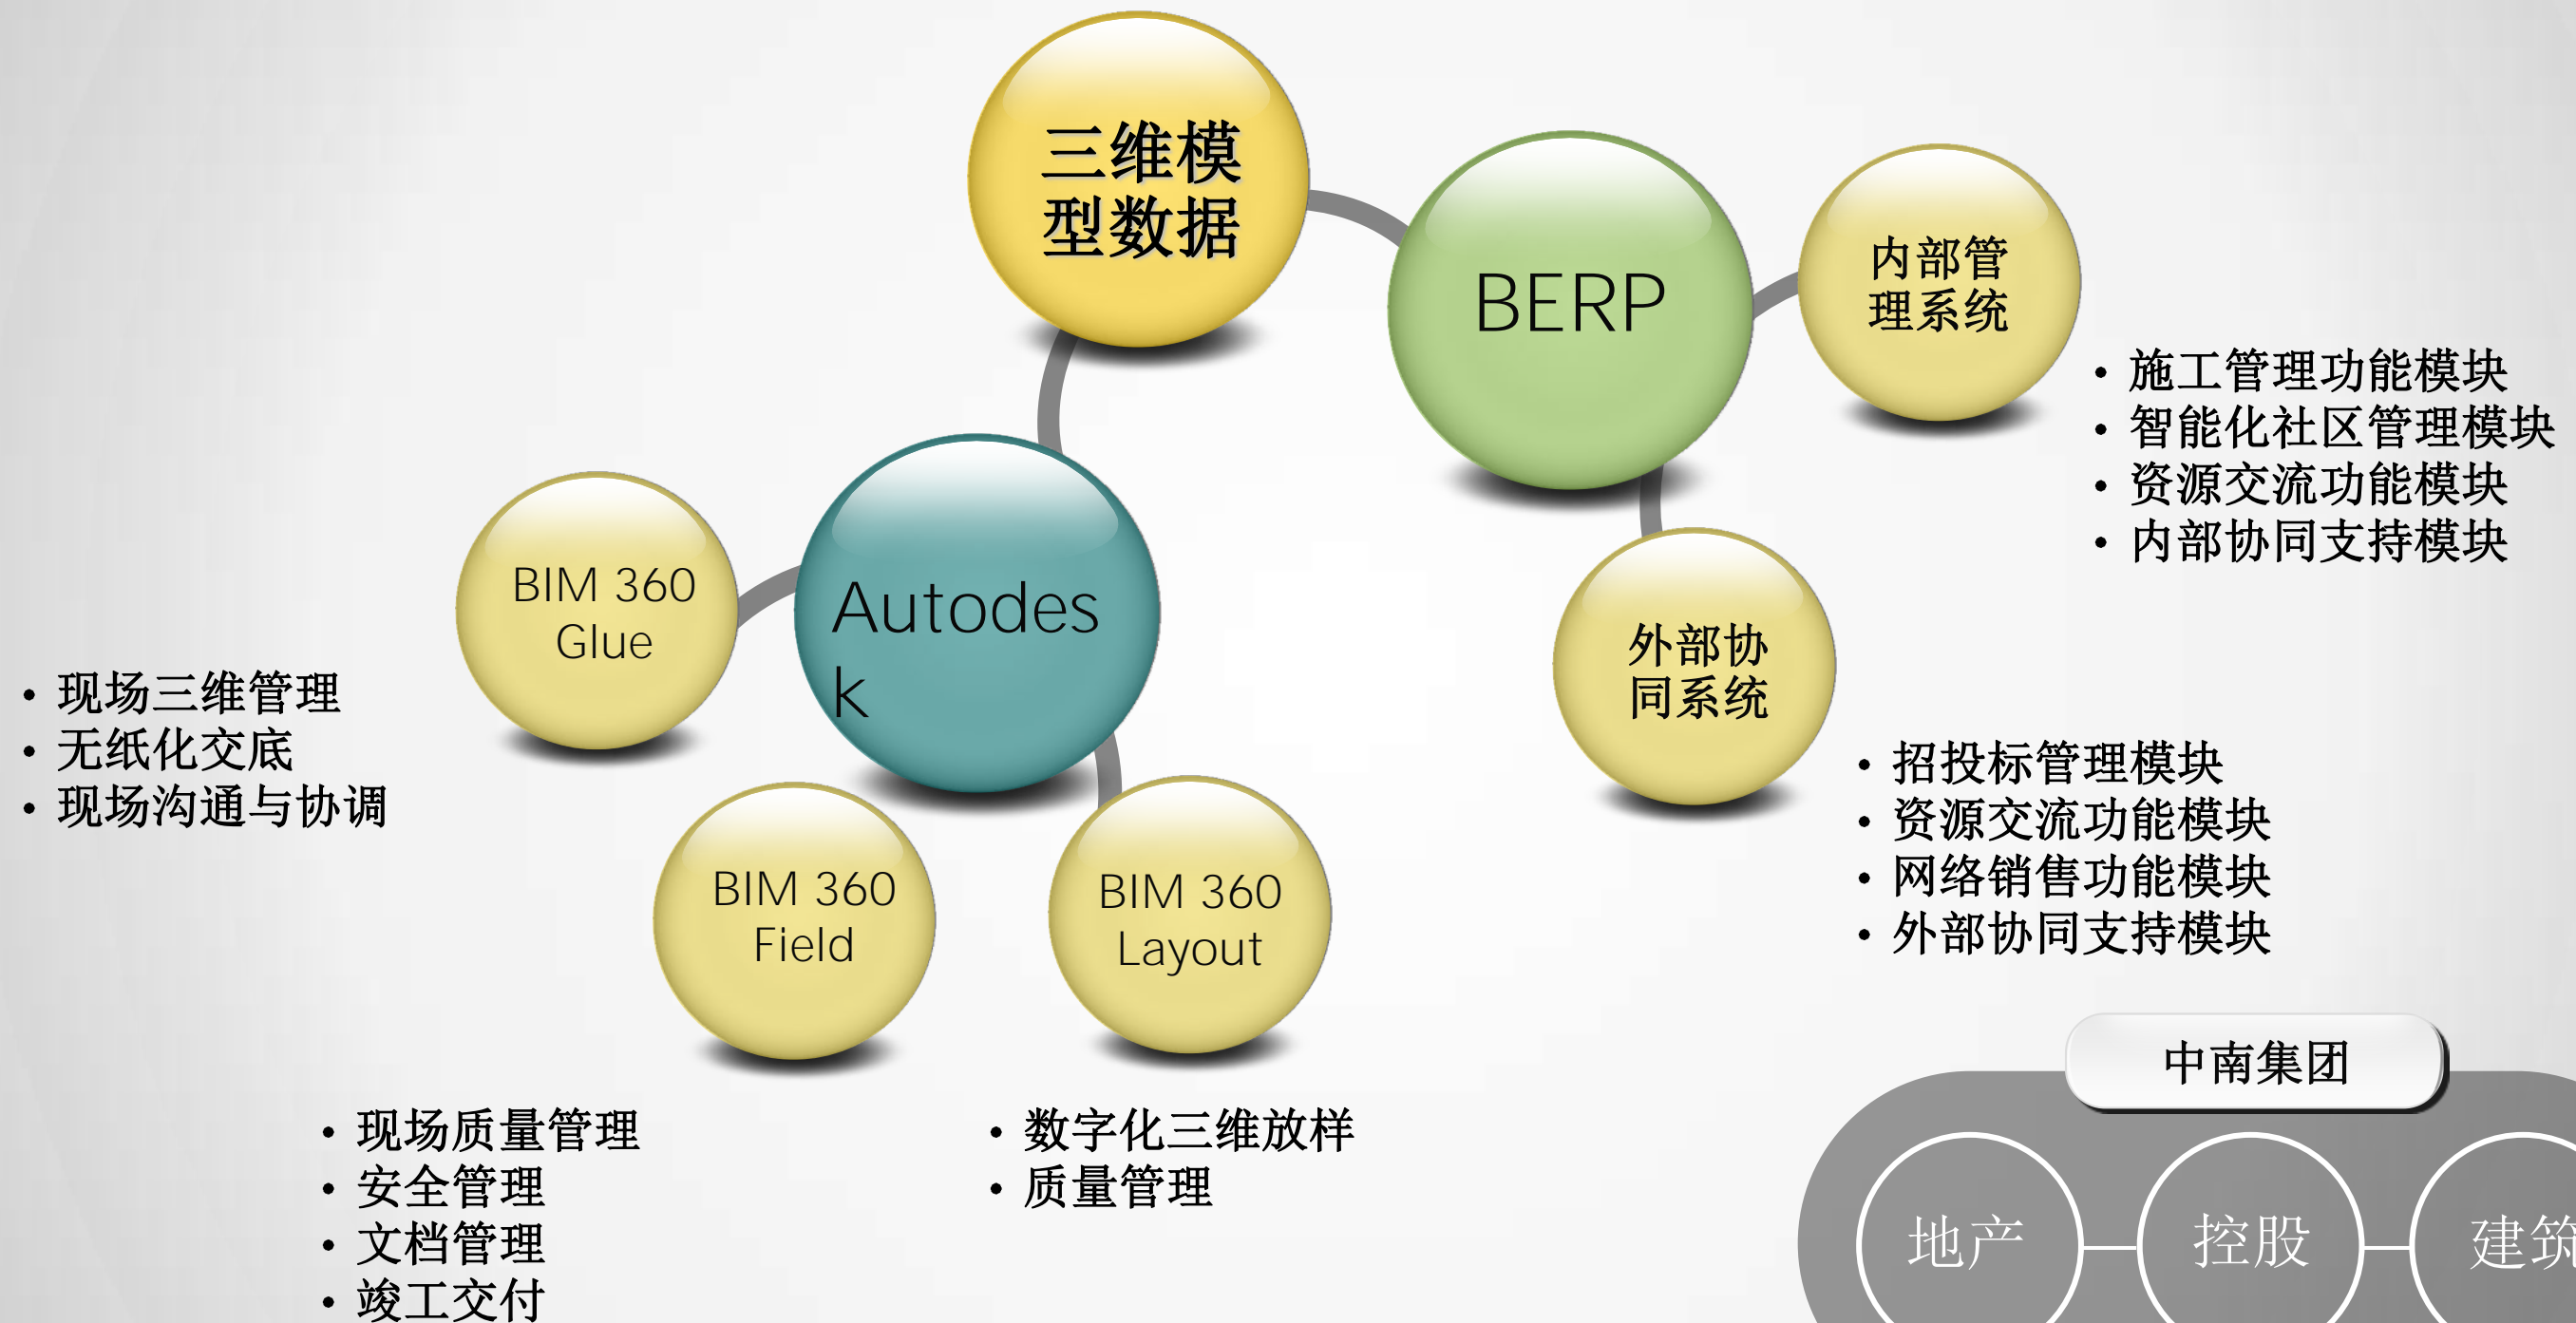 三维模
型数据
BERP
内部管
理系统
• 施工管理功能模块
• 智能化社区管理模块
• 资源交流功能模块
• 内部协同支持模块
Autodes
k
BIM 360
Glue
• 现场三维管理
• 无纸化交底
• 现场沟通与协调
外部协
同系统
• 招投标管理模块
• 资源交流功能模块
• 网络销售功能模块
• 外部协同支持模块
BIM 360
Field
BIM 360
Layout
• 现场质量管理
• 安全管理
• 文档管理
• 竣工交付
• 数字化三维放样
• 质量管理
中南集团
地产
控股
建筑